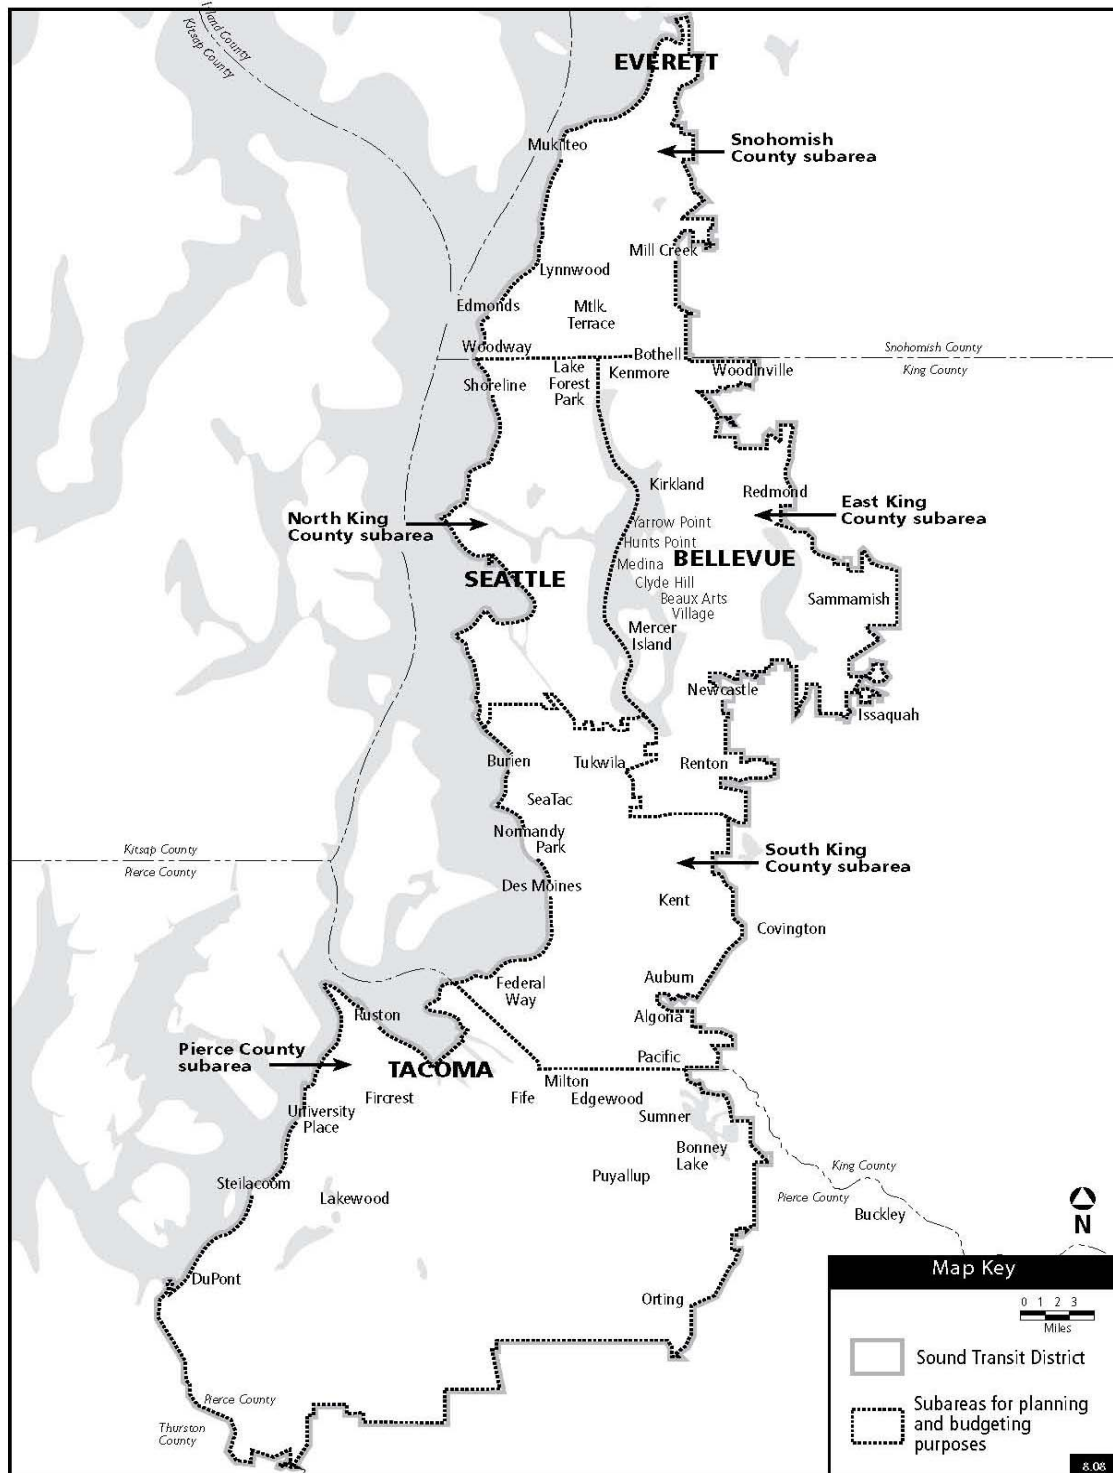 Island County
Kitsap County
EVERETT
Snohomish
County subarea
Mukilteo
Mill Creek
Lynnwood
Edmonds
Mtlk.
Terrace
Woodway
Bothell
Snohomish County
King County
Lake
Forest
Park
Kenmore
Woodinville
Shoreline
Kirkland
Redmond
East King
County subarea
North King
County subarea
Yarrow Point
Hunts Point
BELLEVUE
Medina
SEATTLE
Clyde Hill
Beaux Arts
Village
Sammamish
Mercer
Island
Newcastle
Issaquah
Burien
Tukwila
Renton
SeaTac
Normandy
Park
Kitsap County
Pierce County
South King
County subarea
Des Moines
Kent
Covington
Auburn
Federal
Way
Ruston
Algona
Pacific
Pierce County
subarea
TACOMA
Milton
Fircrest
Fife
Edgewood
University
Place
Sumner
Bonney
Lake
Puyallup
King County
Pierce County
Buckley
Steilacoom
Lakewood
N
DuPont
Orting
Pierce County
Thurston
County
Map Key
0 1 2 3
Miles
Sound Transit District
Subareas for planning
and budgeting
purposes
8.08